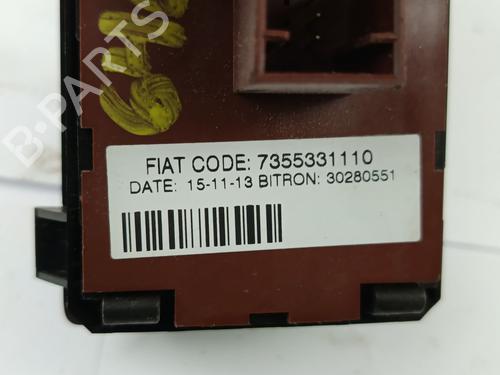 B-PARTS
FIAT CODE: 7355331110
DATE: 15-11-13 BITRON: 30280551